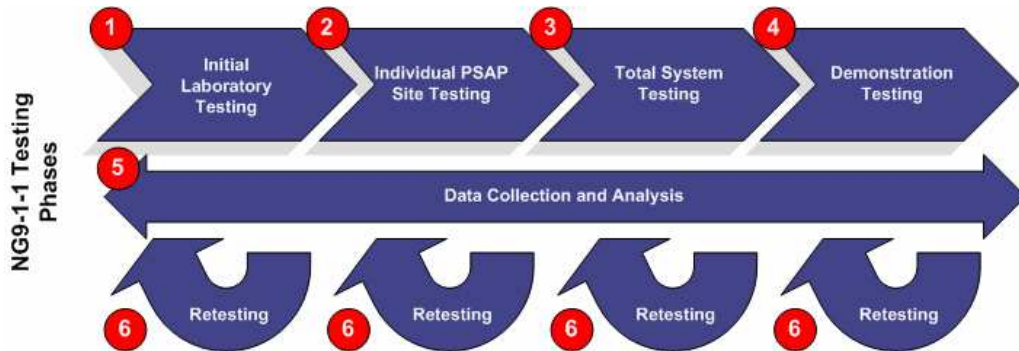 NG9-1-1 Testing
Phases
1
Initial
Laboratory
Testing
2
Individual PSAP
Site Testing
3
Total System
Testing
4
Demonstration
Testing
5
Data Collection and Analysis
6
Retesting
6
Retesting
6
Retesting
6
Retesting